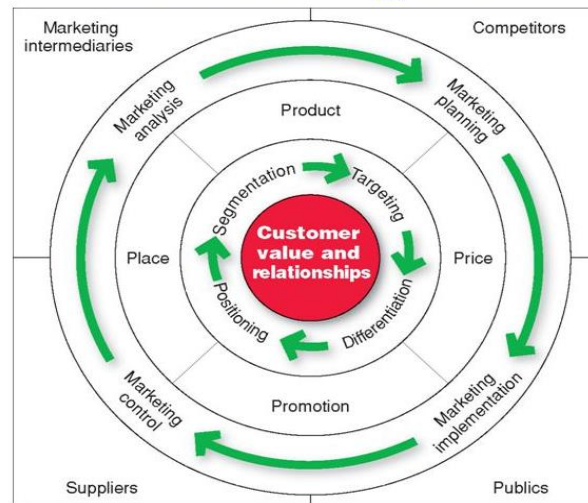 Marketing
intermediaries
Competitors
Marketing
analysis
Marketing
planning
Product
Segmentation
Targeting
Customer
value and
relationships
Place
Price
Positioning
Differentiation
Promotion
Marketing
control
Marketing
implementation
Suppliers
Publics